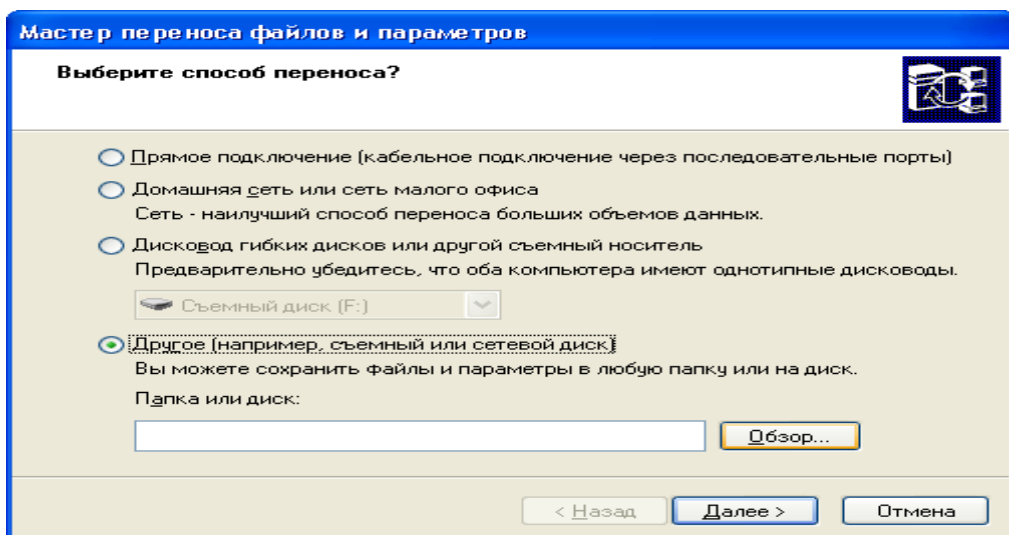 Мастер переноса файлов и параметров
Выберите способ переноса?
Прямое подключение (кабельное подключение через последовательные порты)
Домашняя сеть или сеть малого офиса
Сеть - наилучший способ переноса больших объемов данных.
Дисковод гибких дисков или другой съемный носитель
Предварительно убедитесь, что оба компьютера имеют однотипные дисководы.
Съемный диск (F:)
Другое (например, съемный или сетевой диск)
Вы можете сохранить файлы и параметры в любую папку или на диск.
Папка или диск:
Обзор...
< Назад
Далее >
Отмена